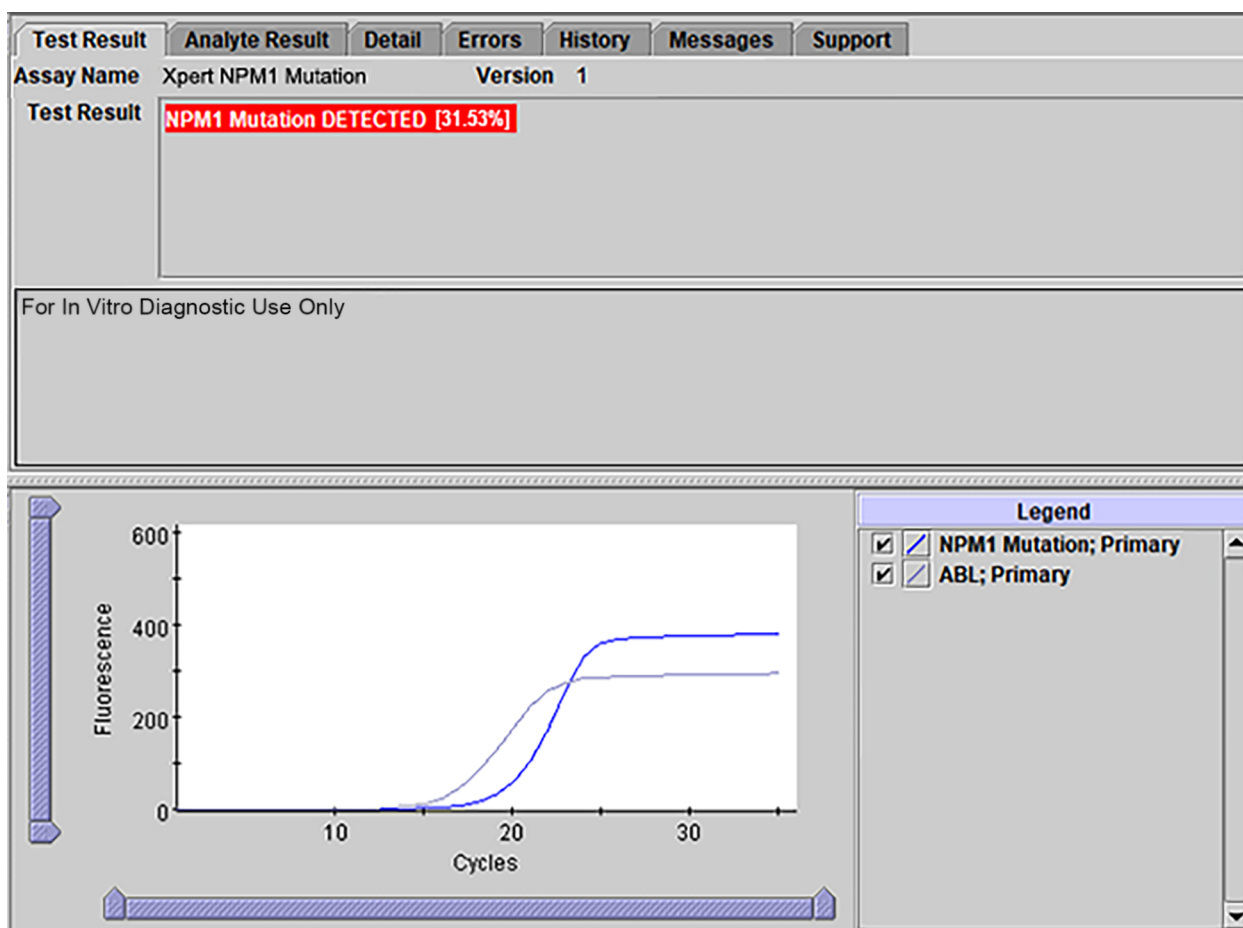 Test Result Analyte Result Detail Errors History Messages Support
Assay Name Xpert NPM1 Mutation Version 1
Test Result NPM1 Mutation DETECTED [31.53%]
For In Vitro Diagnostic Use Only
Legend
NPM1 Mutation; Primary
ABL; Primary
600
400
200
0
Fluorescence
10 20 30
Cycles